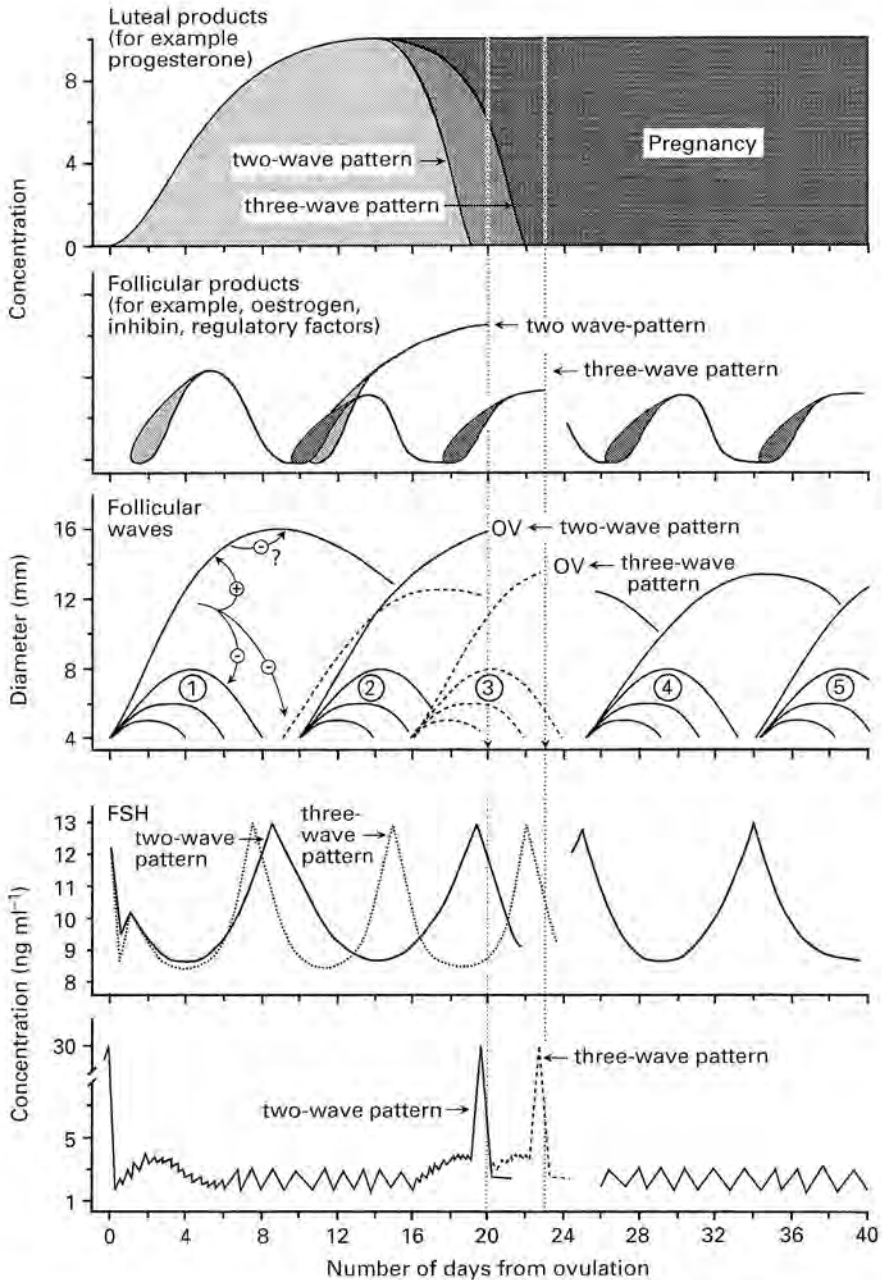 Luteal products
(for example
progesterone)
8
4
0
Concentration
two-wave pattern
three-wave pattern
Pregnancy
Follicular products
(for example, oestrogen,
inhibin, regulatory factors)
two wave-pattern
three-wave pattern
Follicular
waves
16
12
8
4
Diameter (mm)
OV two-wave pattern
OV three-wave
pattern
- ?
+
- -
1 2 3 4 5
FSH
two-wave
pattern
three-
wave
pattern
13
12
11
10
9
8
Concentration (ng ml⁻¹)
30
5
1
three-wave pattern
two-wave pattern
0 4 8 12 16 20 24 28 32 36 40
Number of days from ovulation